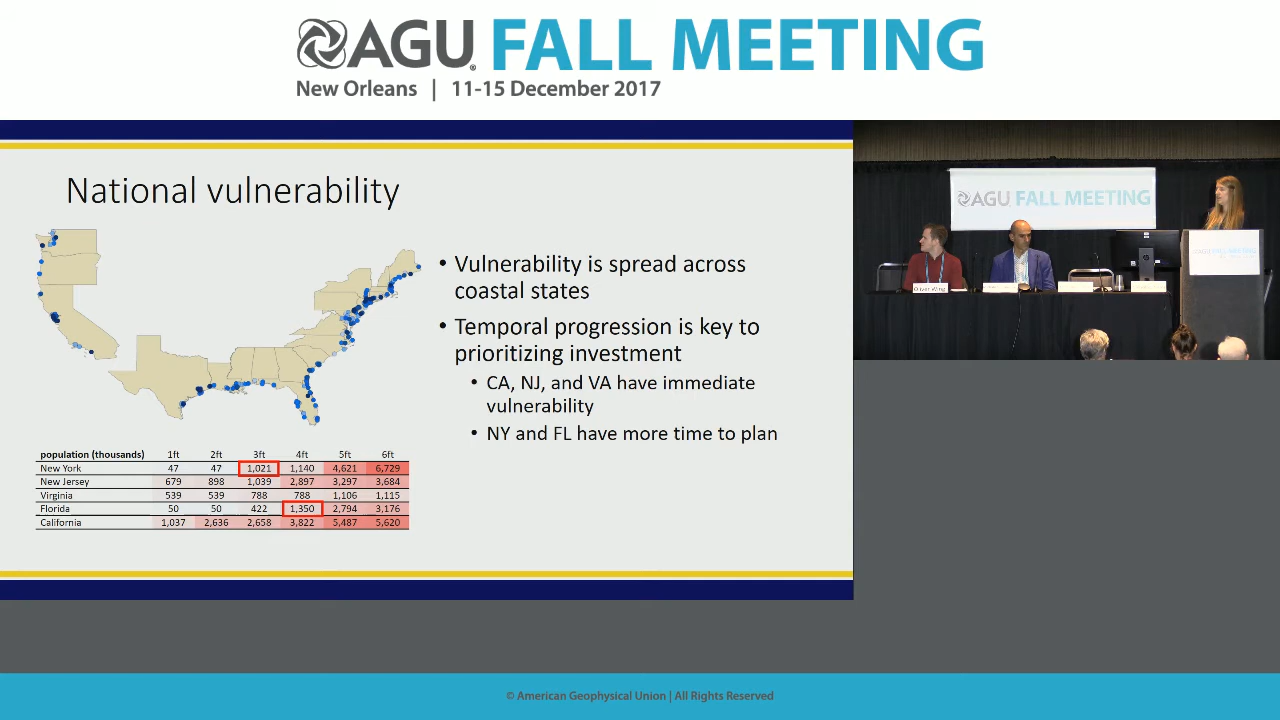 AGU FALL MEETING
New Orleans | 11-15 December 2017
National vulnerability
• Vulnerability is spread across
coastal states
• Temporal progression is key to
prioritizing investment
• CA, NJ, and VA have immediate
vulnerability
• NY and FL have more time to plan
population (thousands) 1ft 2ft 3ft 4ft 5ft 6ft
New York 47 47 1,021 1,140 4,621 6,729
New Jersey 679 898 1,039 2,897 3,297 3,684
Virginia 539 539 788 788 1,106 1,115
Florida 50 50 422 1,350 2,794 3,176
California 1,037 2,636 2,658 3,822 5,487 5,620
AGU FALL MEETING
AGU FALL MEETING
Oliver Wing
© American Geophysical Union | All Rights Reserved